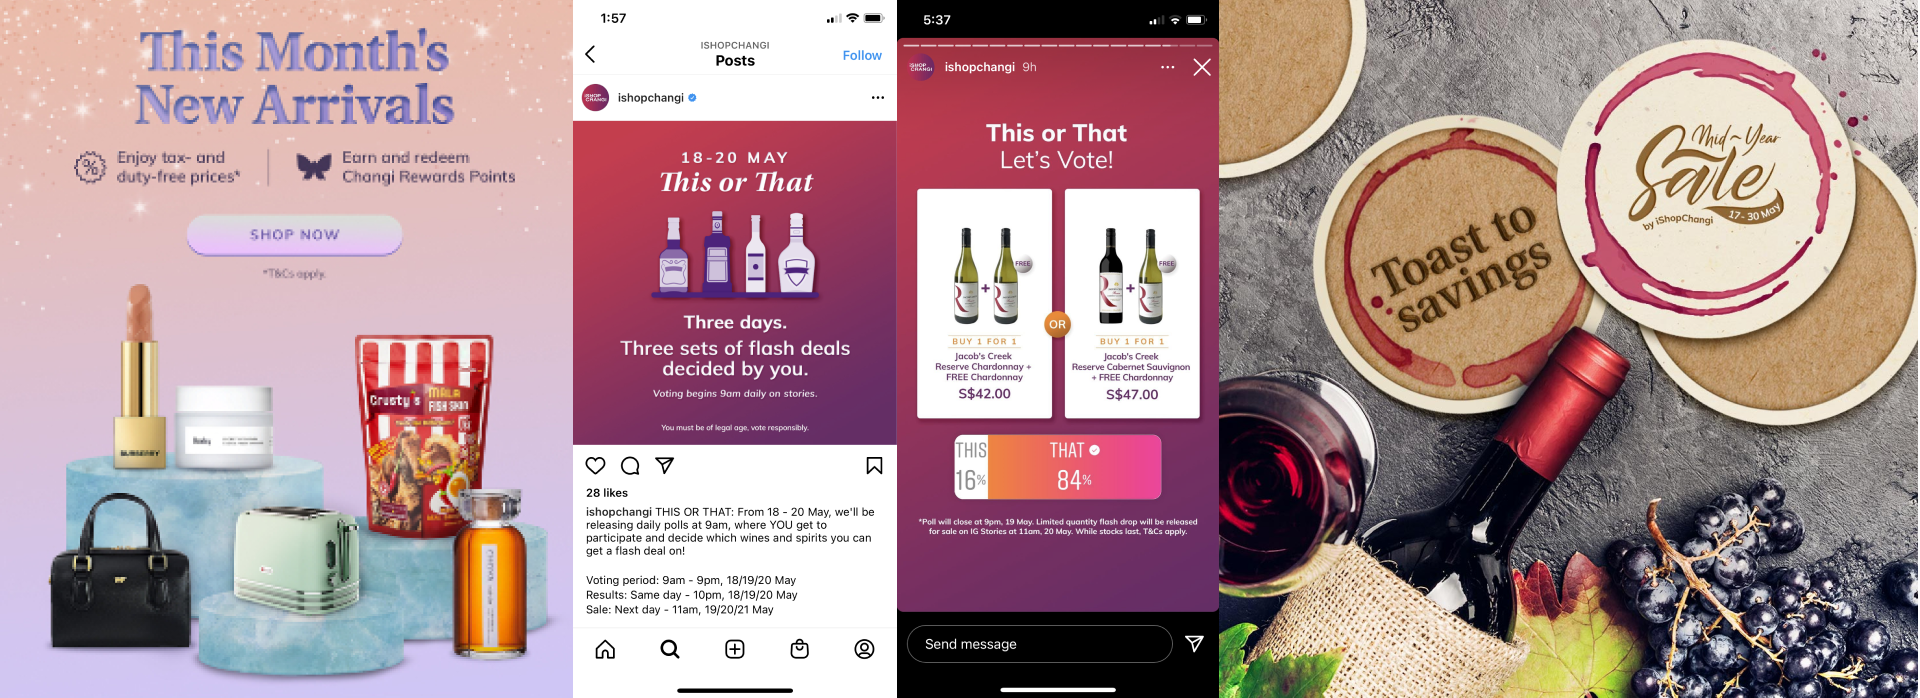 This Month's
New Arrivals
Enjoy tax- and
duty-free prices*
Earn and redeem
Changi Rewards Points
SHOP NOW
*T&Cs apply.
BURBERRY
Crusty's
MALA
FISH SKIN
1:57
ISHOPCHANGI
Posts
Follow
iSHOP
CHANGI
ishopchangi
18-20 MAY
This or That
Three days.
Three sets of flash deals
decided by you.
Voting begins 9am daily on stories.
You must be of legal age, vote responsibly.
28 likes
ishopchangi THIS OR THAT: From 18 - 20 May, we'll be
releasing daily polls at 9am, where YOU get to
participate and decide which wines and spirits you can
get a flash deal on!
Voting period: 9am - 9pm, 18/19/20 May
Results: Same day - 10pm, 18/19/20 May
Sale: Next day - 11am, 19/20/21 May
5:37
iSHOP
CHANGI
ishopchangi 9h
This or That
Let's Vote!
FREE
BUY 1 FOR 1
Jacob's Creek
Reserve Chardonnay +
FREE Chardonnay
S$42.00
OR
FREE
BUY 1 FOR 1
Jacob's Creek
Reserve Cabernet Sauvignon
+ FREE Chardonnay
S$47.00
THIS
16%
THAT
84%
*Poll will close at 9pm, 19 May. Limited quantity flash drop will be released
for sale on IG Stories at 11am, 20 May. While stocks last, T&Cs apply.
Send message
Toast to
savings
Mid-Year
Sale
by iShopChangi
17- 30 May